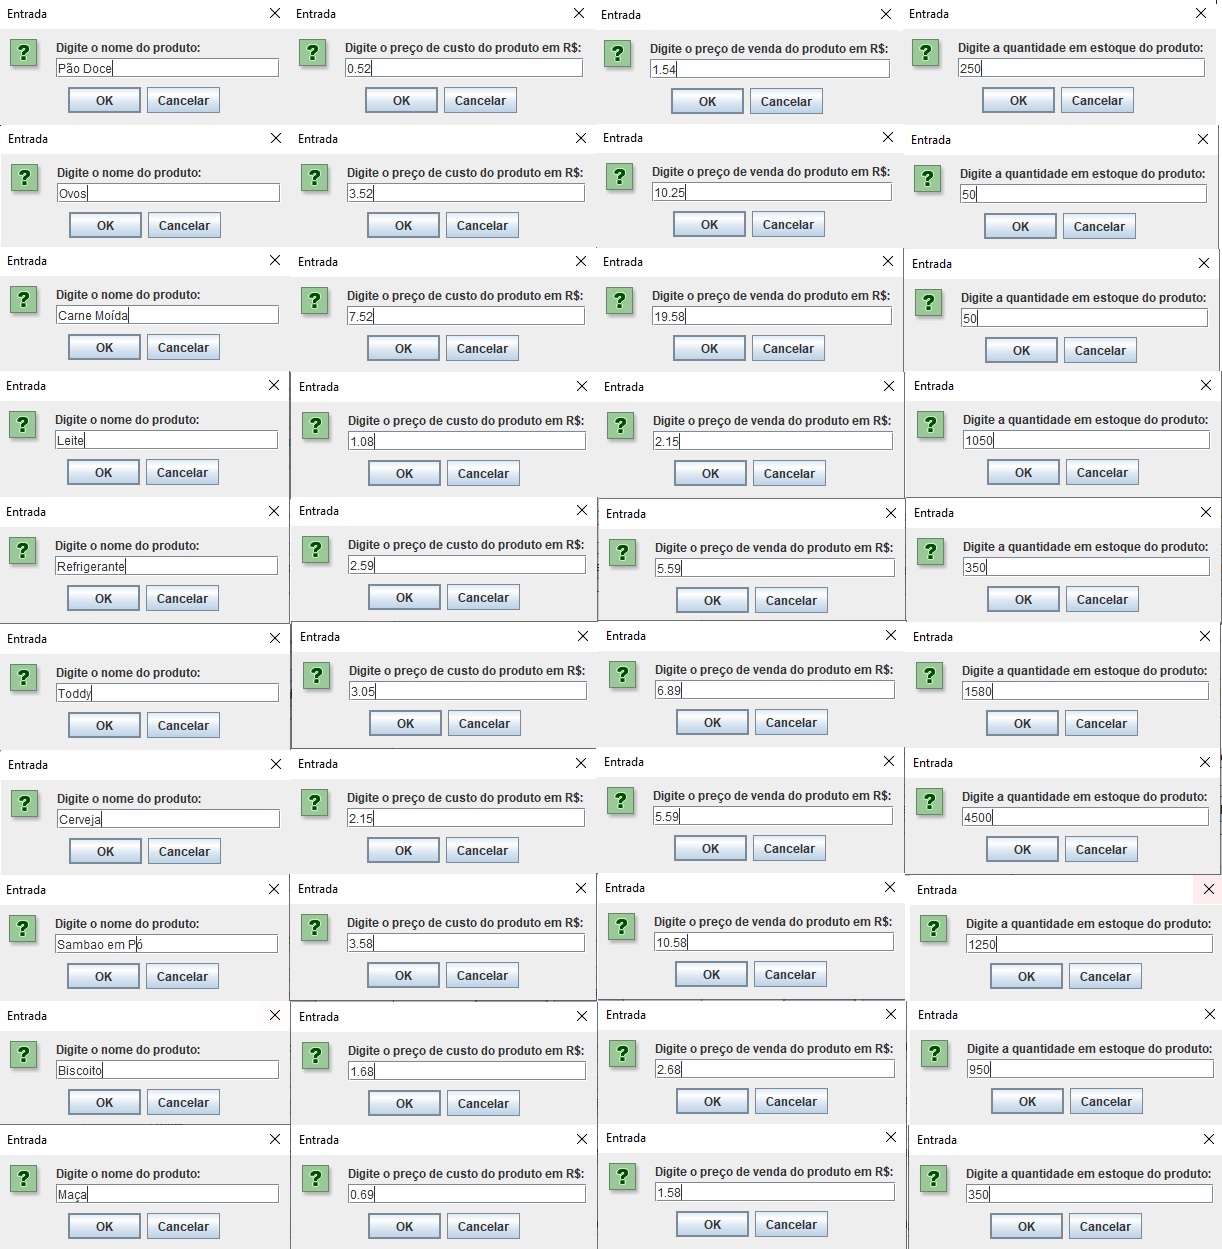 Entrada
Digite o nome do produto:
Pão Doce
OK Cancelar
Entrada
Digite o preço de custo do produto em R$:
0.52
OK Cancelar
Entrada
Digite o preço de venda do produto em R$:
1.54
OK Cancelar
Entrada
Digite a quantidade em estoque do produto:
250
OK Cancelar
Entrada
Digite o nome do produto:
Ovos
OK Cancelar
Entrada
Digite o preço de custo do produto em R$:
3.52
OK Cancelar
Entrada
Digite o preço de venda do produto em R$:
10.25
OK Cancelar
Entrada
Digite a quantidade em estoque do produto:
50
OK Cancelar
Entrada
Digite o nome do produto:
Carne Moída
OK Cancelar
Entrada
Digite o preço de custo do produto em R$:
7.52
OK Cancelar
Entrada
Digite o preço de venda do produto em R$:
19.58
OK Cancelar
Entrada
Digite a quantidade em estoque do produto:
50
OK Cancelar
Entrada
Digite o nome do produto:
Leite
OK Cancelar
Entrada
Digite o preço de custo do produto em R$:
1.08
OK Cancelar
Entrada
Digite o preço de venda do produto em R$:
2.15
OK Cancelar
Entrada
Digite a quantidade em estoque do produto:
1050
OK Cancelar
Entrada
Digite o nome do produto:
Refrigerante
OK Cancelar
Entrada
Digite o preço de custo do produto em R$:
2.59
OK Cancelar
Entrada
Digite o preço de venda do produto em R$:
5.59
OK Cancelar
Entrada
Digite a quantidade em estoque do produto:
350
OK Cancelar
Entrada
Digite o nome do produto:
Toddy
OK Cancelar
Entrada
Digite o preço de custo do produto em R$:
3.05
OK Cancelar
Entrada
Digite o preço de venda do produto em R$:
6.89
OK Cancelar
Entrada
Digite a quantidade em estoque do produto:
1580
OK Cancelar
Entrada
Digite o nome do produto:
Cerveja
OK Cancelar
Entrada
Digite o preço de custo do produto em R$:
2.15
OK Cancelar
Entrada
Digite o preço de venda do produto em R$:
5.59
OK Cancelar
Entrada
Digite a quantidade em estoque do produto:
4500
OK Cancelar
Entrada
Digite o nome do produto:
Sambao em Pó
OK Cancelar
Entrada
Digite o preço de custo do produto em R$:
3.58
OK Cancelar
Entrada
Digite o preço de venda do produto em R$:
10.58
OK Cancelar
Entrada
Digite a quantidade em estoque do produto:
1250
OK Cancelar
Entrada
Digite o nome do produto:
Biscoito
OK Cancelar
Entrada
Digite o preço de custo do produto em R$:
1.68
OK Cancelar
Entrada
Digite o preço de venda do produto em R$:
2.68
OK Cancelar
Entrada
Digite a quantidade em estoque do produto:
950
OK Cancelar
Entrada
Digite o nome do produto:
Maça
OK Cancelar
Entrada
Digite o preço de custo do produto em R$:
0.69
OK Cancelar
Entrada
Digite o preço de venda do produto em R$:
1.58
OK Cancelar
Entrada
Digite a quantidade em estoque do produto:
350
OK Cancelar